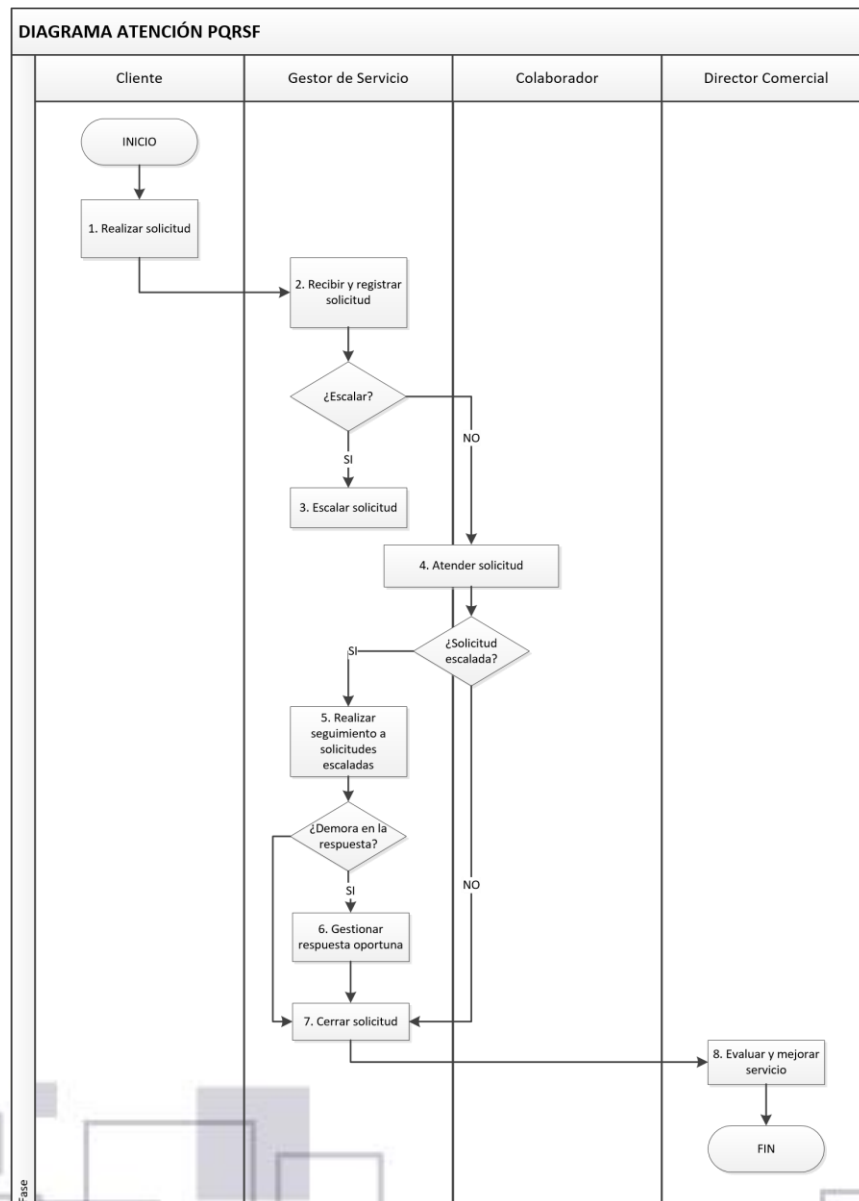 DIAGRAMA ATENCIÓN PQRSF
Cliente
Gestor de Servicio
Colaborador
Director Comercial
INICIO
1. Realizar solicitud
2. Recibir y registrar
solicitud
¿Escalar?
NO
SI
3. Escalar solicitud
4. Atender solicitud
¿Solicitud
escalada?
SI
5. Realizar
seguimiento a
solicitudes
escaladas
¿Demora en la
respuesta?
SI
NO
6. Gestionar
respuesta oportuna
7. Cerrar solicitud
8. Evaluar y mejorar
servicio
FIN
Fase